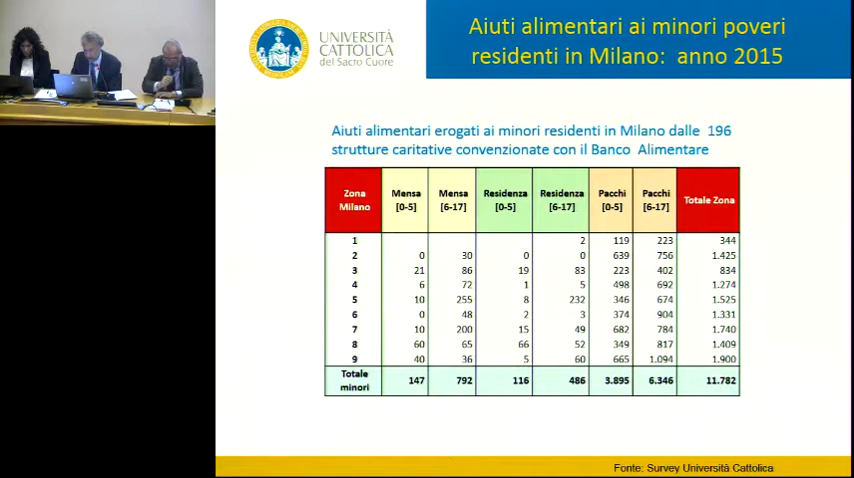 UNIVERSITÀ
CATTOLICA
del Sacro Cuore
Aiuti alimentari ai minori poveri
residenti in Milano: anno 2015
Aiuti alimentari erogati ai minori residenti in Milano dalle 196
strutture caritative convenzionate con il Banco Alimentare
Zona Milano Mensa [0-5] Mensa [6-17] Residenza [0-5] Residenza [6-17] Pacchi [0-5] Pacchi [6-17] Totale Zona
1 2 119 223 344
2 0 30 0 0 639 756 1.425
3 21 86 19 83 223 402 834
4 6 72 1 5 498 692 1.274
5 10 255 8 232 346 674 1.525
6 0 48 2 3 374 904 1.331
7 10 200 15 49 682 784 1.740
8 60 65 66 52 349 817 1.409
9 40 36 5 60 665 1.094 1.900
Totale minori 147 792 116 486 3.895 6.346 11.782
Fonte: Survey Università Cattolica